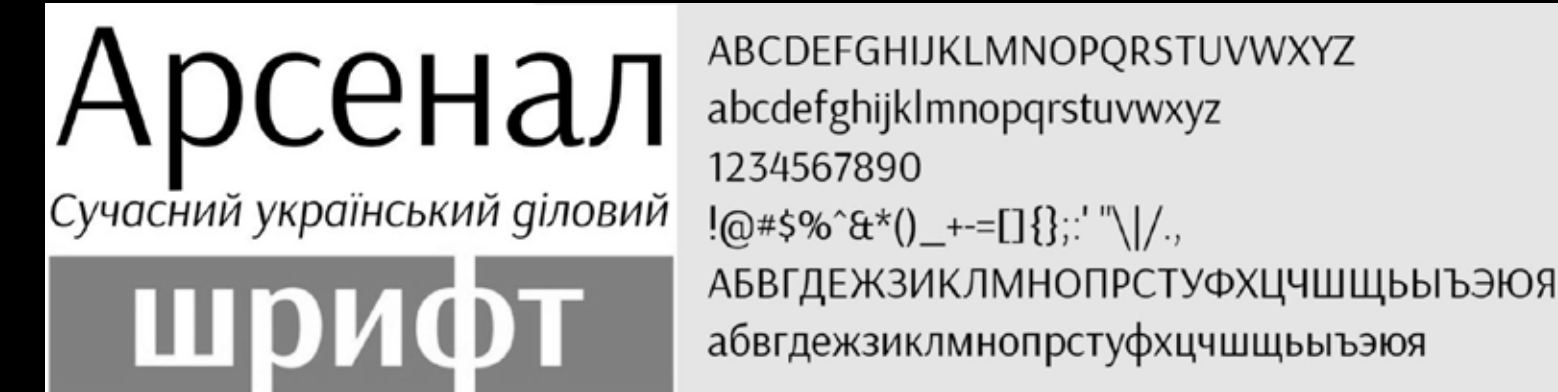 Арсенал
Сучасний український діловий
шрифт
ABCDEFGHIJKLMNOPQRSTUVWXYZ
abcdefghijklmnopqrstuvwxyz
1234567890
!@#$%^&*()_+-=[]{};:' "\|/.,
АБВГДЕЖЗИКЛМНОПРСТУФХЦЧШЩЬЫЪЭЮЯ
абвгдежзиклмнопрстуфхцчшщьыъэюя